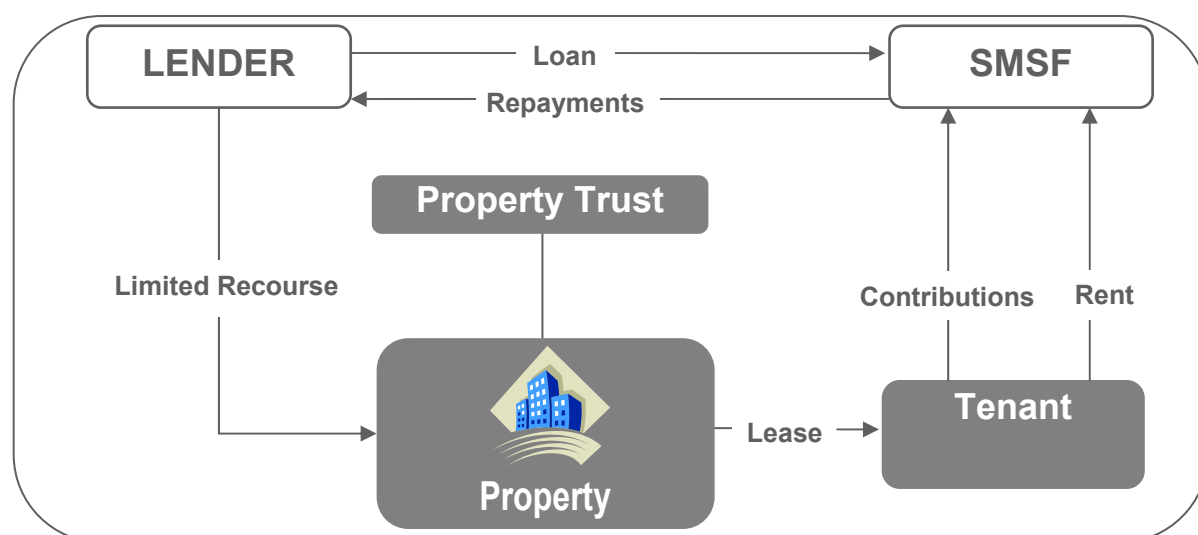 LENDER
Loan
SMSF
Repayments
Property Trust
Limited Recourse
Contributions
Rent
Property
Lease
Tenant